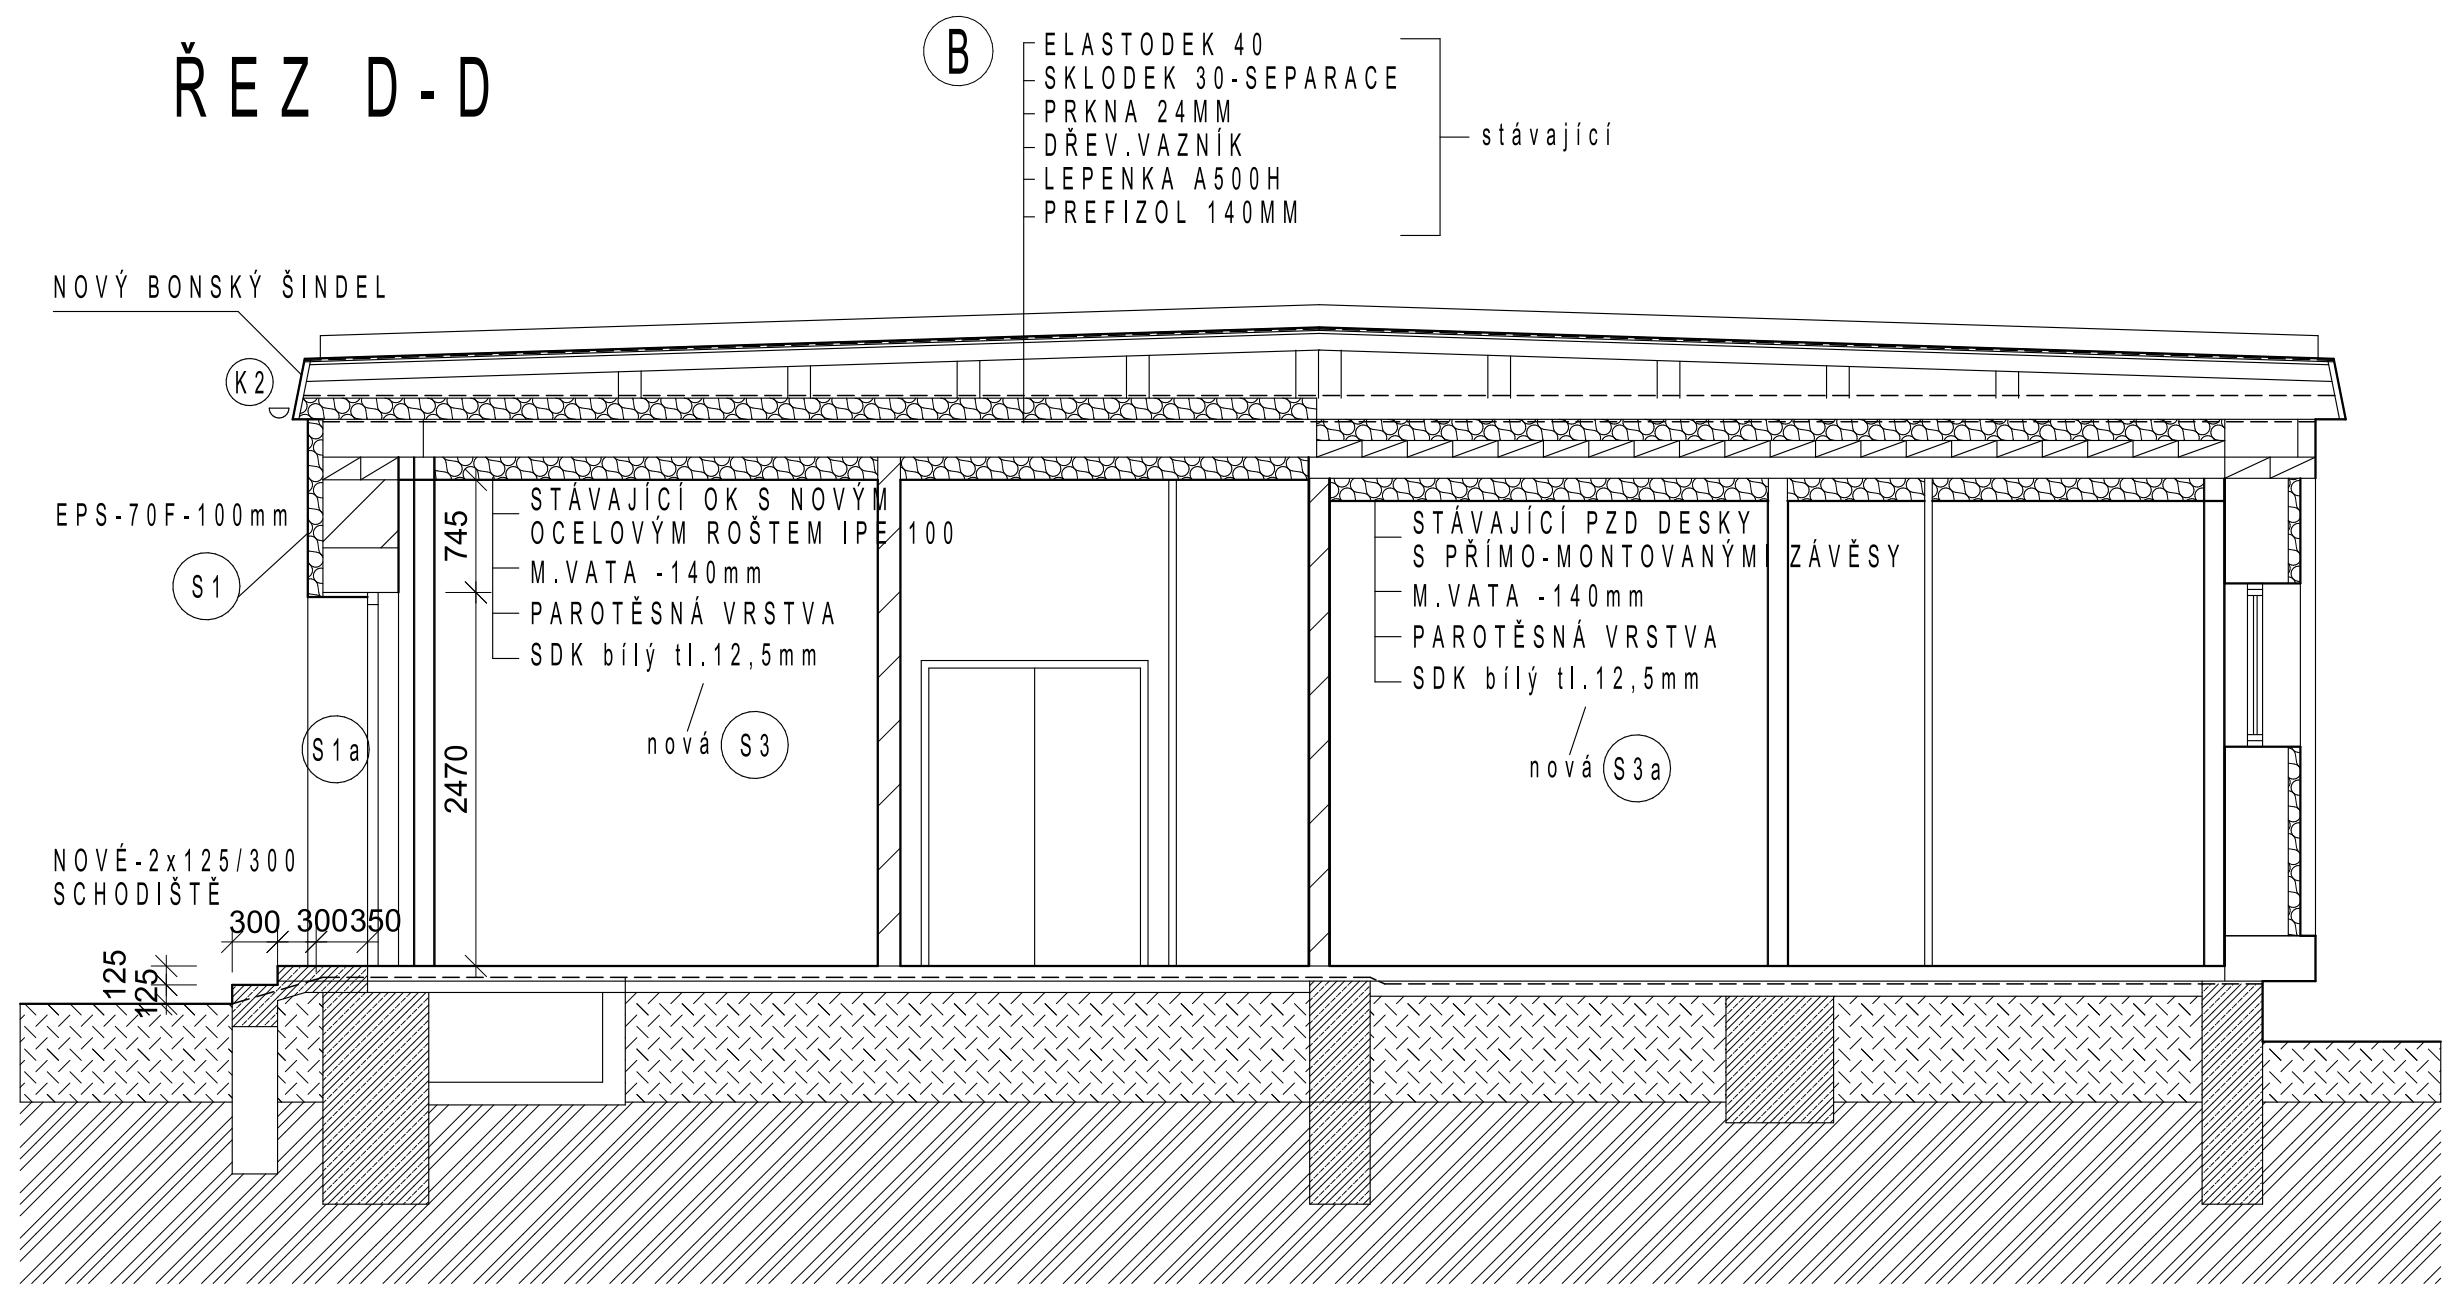 ŘEZ D-D
B
ELASTODEK 40
SKLODEK 30-SEPARACE
PRKNA 24MM
DŘEV.VAZNÍK
LEPENKA A500H
PREFIZOL 140MM
stávající
NOVÝ BONSKÝ ŠINDEL
K2
EPS-70F-100mm
S1
STÁVAJÍCÍ OK S NOVÝM
OCELOVÝM ROŠTEM IPE 100
M.VATA -140mm
PAROTĚSNÁ VRSTVA
SDK bílý tl.12,5mm
nová
S3
745
2470
STÁVAJÍCÍ PZD DESKY
S PŘÍMO-MONTOVANÝMI ZÁVĚSY
M.VATA -140mm
PAROTĚSNÁ VRSTVA
SDK bílý tl.12,5mm
nová
S3a
S1a
NOVÉ-2x125/300
SCHODIŠTĚ
300 300 350
125
125